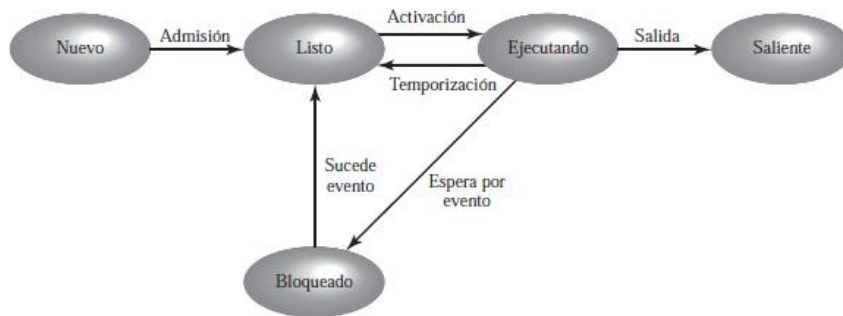 Activación
Nuevo
Admisión
Listo
Ejecutando
Salida
Saliente
Temporización
Sucede
evento
Espera por
evento
Bloqueado